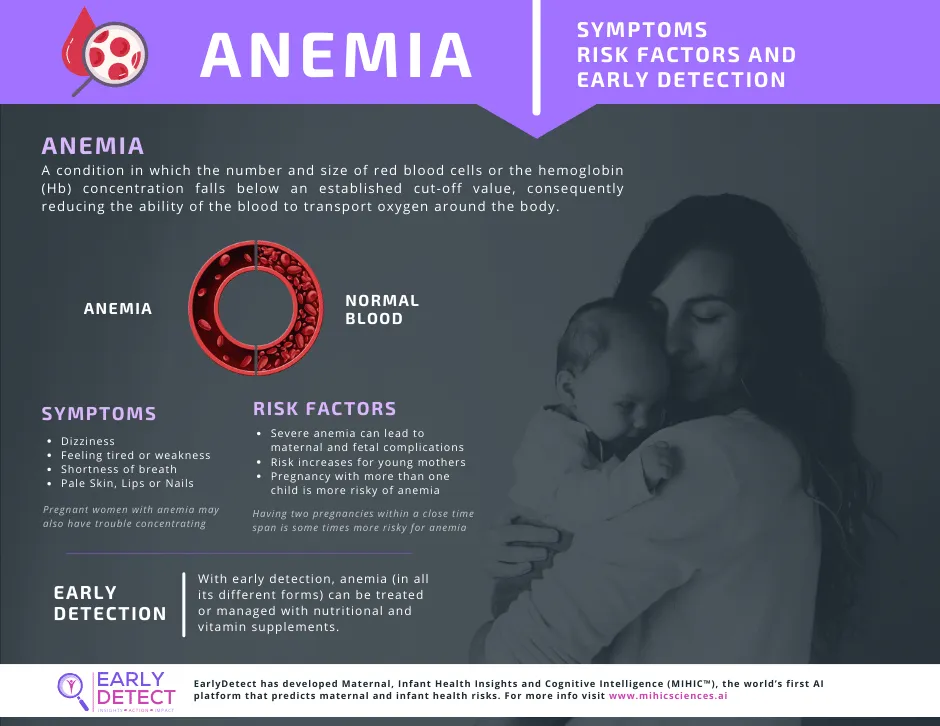 ANEMIA
SYMPTOMS
RISK FACTORS AND
EARLY DETECTION
ANEMIA
A condition in which the number and size of red blood cells or the hemoglobin
(Hb) concentration falls below an established cut-off value, consequently
reducing the ability of the blood to transport oxygen around the body.
ANEMIA
NORMAL
BLOOD
SYMPTOMS
• Dizziness
• Feeling tired or weakness
• Shortness of breath
• Pale Skin, Lips or Nails
Pregnant women with anemia may
also have trouble concentrating
RISK FACTORS
• Severe anemia can lead to
maternal and fetal complications
• Risk increases for young mothers
• Pregnancy with more than one
child is more risky of anemia
Having two pregnancies within a close time
span is some times more risky for anemia
EARLY
DETECTION
With early detection, anemia (in all
its different forms) can be treated
or managed with nutritional and
vitamin supplements.
EARLY
DETECT
INSIGHTS • ACTION • IMPACT
EarlyDetect has developed Maternal, Infant Health Insights and Cognitive Intelligence (MIHIC™), the world's first AI
platform that predicts maternal and infant health risks. For more info visit www.mihicsciences.ai